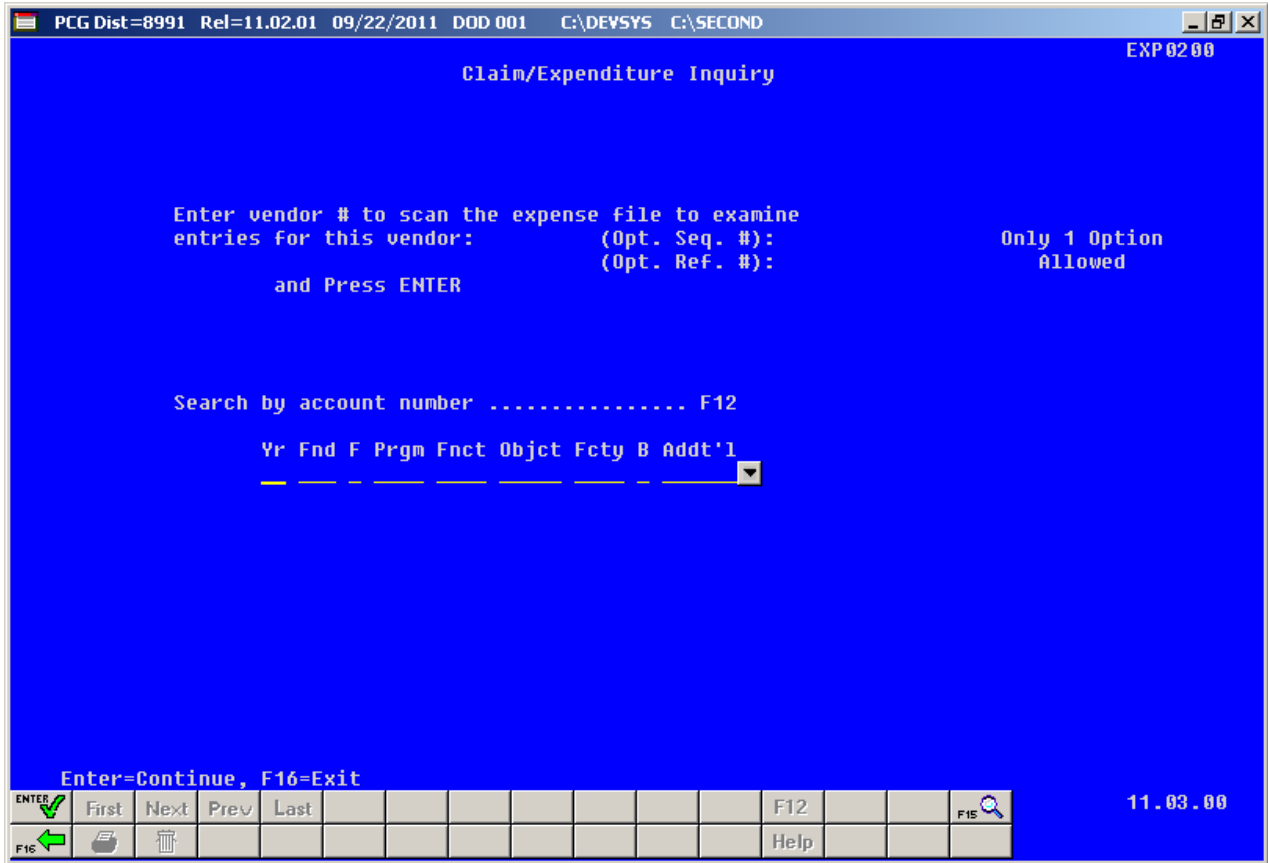 PCG Dist=8991 Rel=11.02.01 09/22/2011 DOD 001 C:\DEVSYS C:\SECOND
EXP0200
Claim/Expenditure Inquiry
Enter vendor # to scan the expense file to examine
entries for this vendor: (Opt. Seq. #): Only 1 Option
(Opt. Ref. #): Allowed
and Press ENTER
Search by account number ................ F12
Yr Fnd F Prgm Fnct Objct Fcty B Addt'l
Enter=Continue, F16=Exit
ENTER First Next Prev Last F12 F15 11.03.00
F16 Help